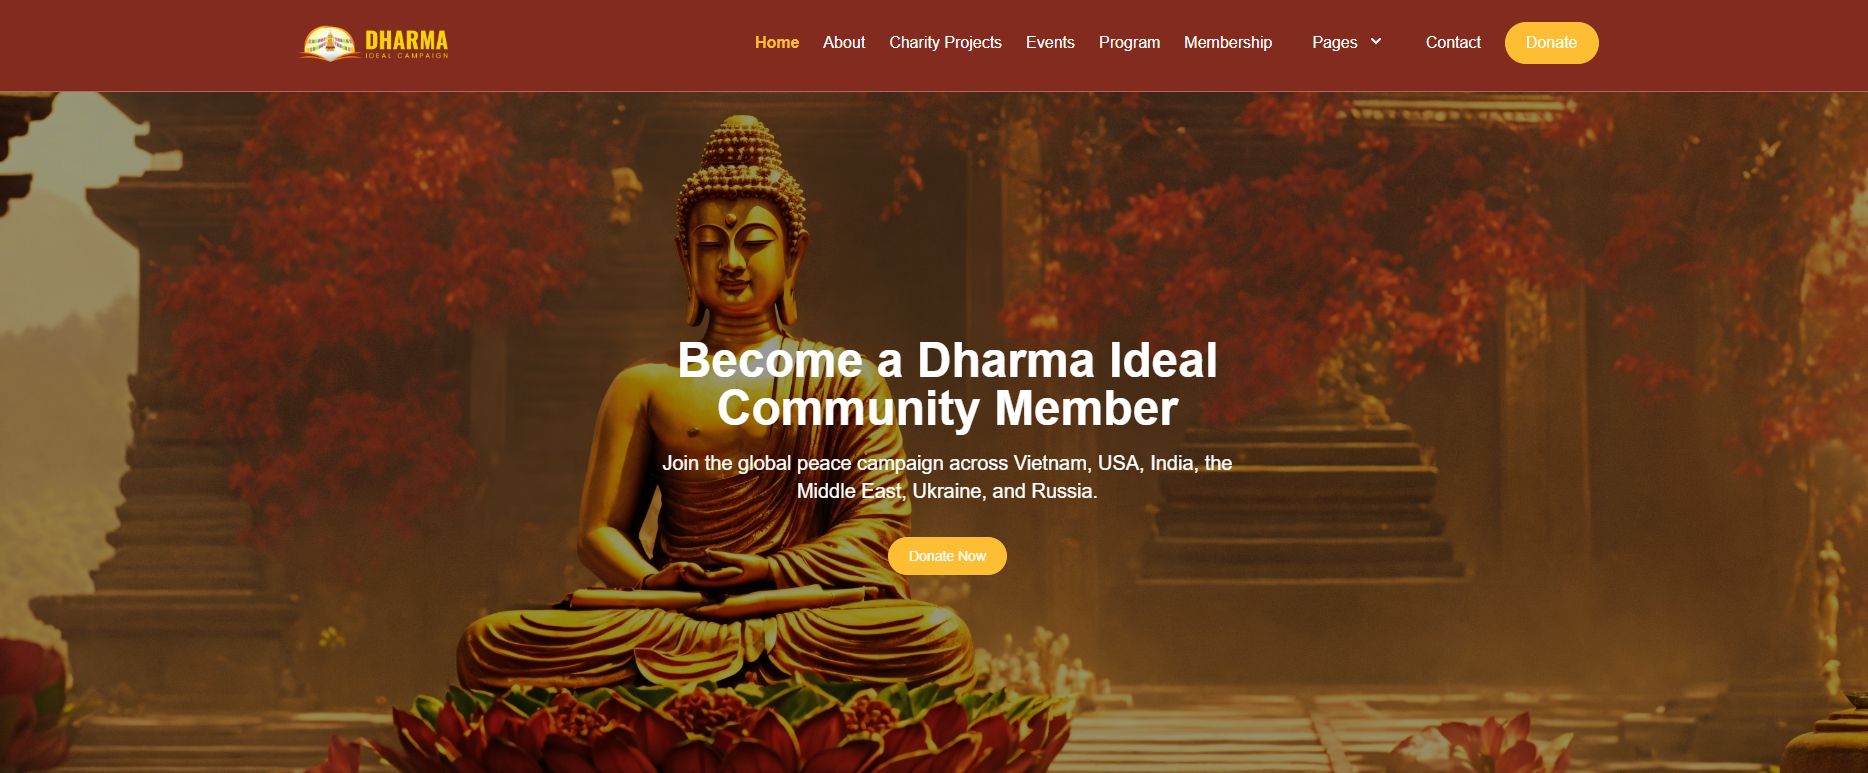 DHARMA
IDEAL CAMPAIGN
Home About Charity Projects Events Program Membership Pages Contact Donate
Become a Dharma Ideal
Community Member
Join the global peace campaign across Vietnam, USA, India, the
Middle East, Ukraine, and Russia.
Donate Now